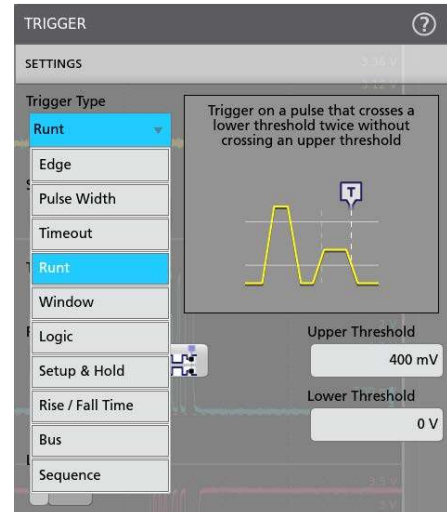 TRIGGER
?
SETTINGS
Trigger Type
Runt
Edge
Pulse Width
Timeout
Runt
Window
Logic
Setup & Hold
Rise / Fall Time
Bus
Sequence
Trigger on a pulse that crosses a
lower threshold twice without
crossing an upper threshold
T
Upper Threshold
400 mV
Lower Threshold
0 V